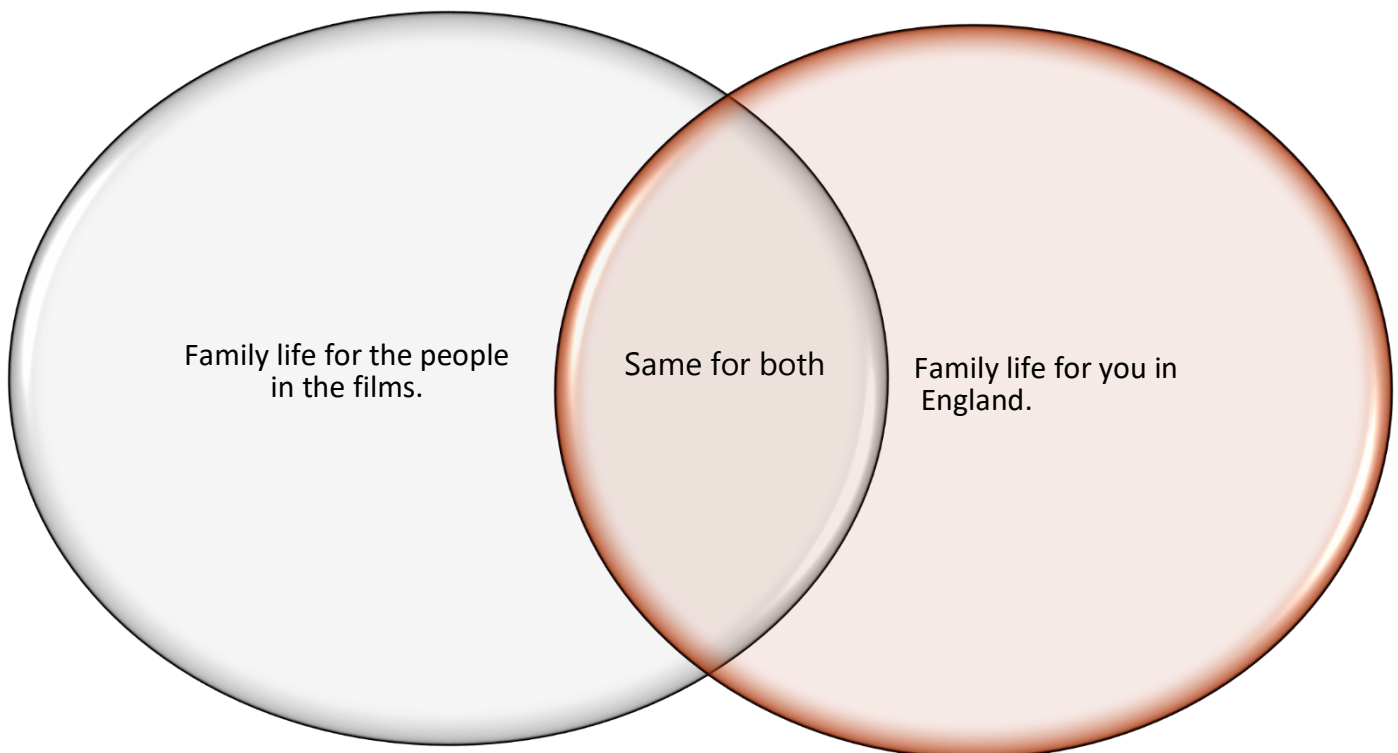 Family life for the people
in the films.
Same for both
Family life for you in
England.